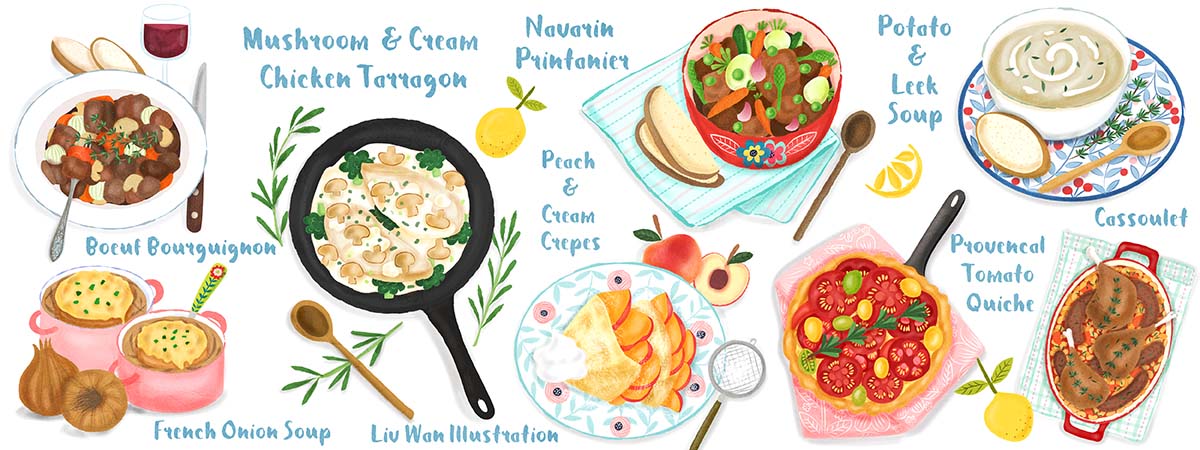 Mushroom & Cream
Chicken Tarragon
Navarin
Printanier
Potato
&
Leek
Soup
Peach
&
Cream
Crepes
Boeuf Bourguignon
Cassoulet
Provencal
Tomato
Quiche
French Onion Soup
Liv Wan Illustration